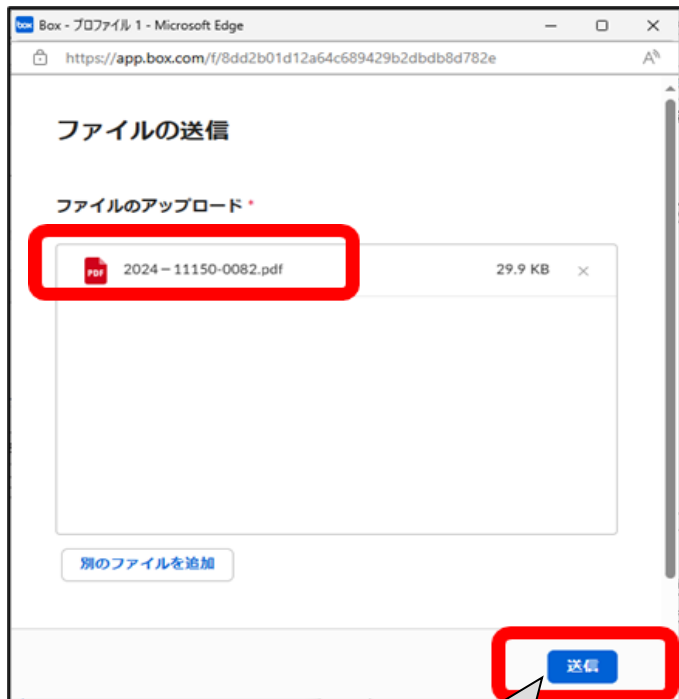 box Box - プロファイル 1 - Microsoft Edge
https://app.box.com/f/8dd2b01d12a64c689429b2dbdb8d782e
ファイルの送信
ファイルのアップロード *
PDF 2024－11150-0082.pdf 29.9 KB
別のファイルを追加
送信